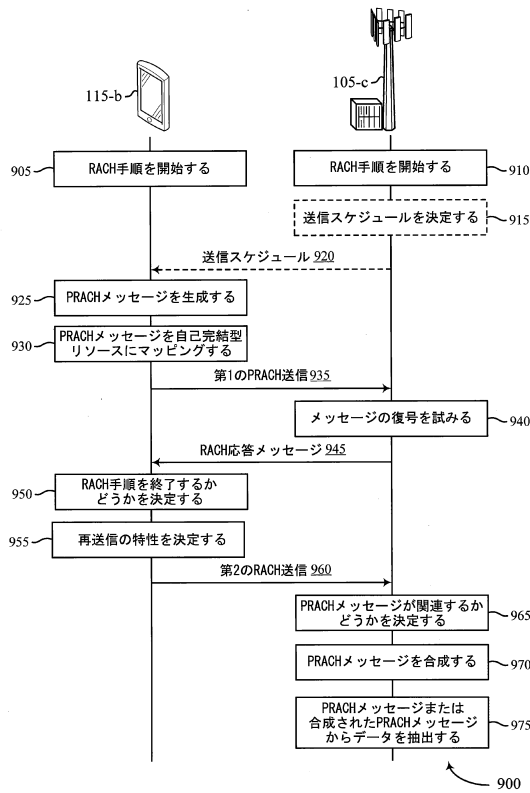 115-b
105-c
905
RACH手順を開始する
RACH手順を開始する
910
送信スケジュールを決定する
915
送信スケジュール 920
925
PRACHメッセージを生成する
930
PRACHメッセージを自己完結型
リソースにマッピングする
第1のPRACH送信 935
メッセージの復号を試みる
940
RACH応答メッセージ 945
950
RACH手順を終了するか
どうかを決定する
955
再送信の特性を決定する
第2のRACH送信 960
PRACHメッセージが関連するか
どうかを決定する
965
PRACHメッセージを合成する
970
PRACHメッセージまたは
合成されたPRACHメッセージ
からデータを抽出する
975
900